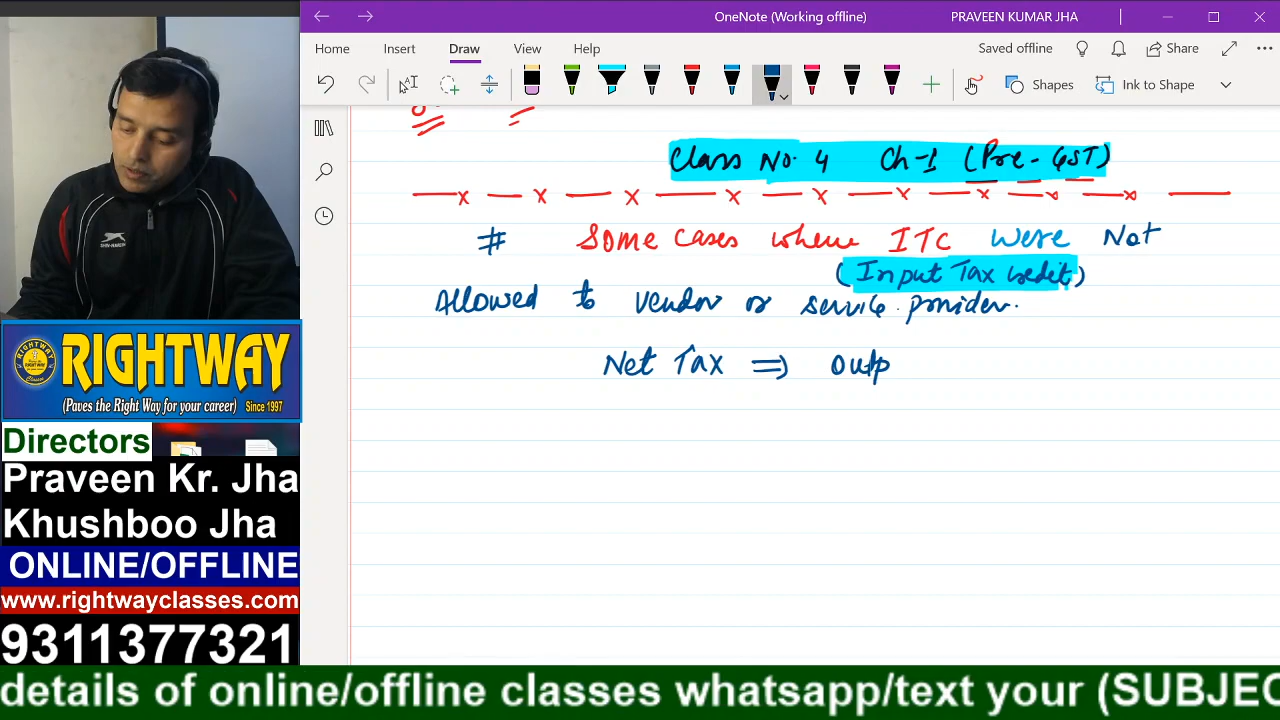 OneNote (Working offline)
PRAVEEN KUMAR JHA
Home Insert Draw View Help
Saved offline
Share
Shapes
Ink to Shape
Class No. 4 Ch-1 (Pre-GST)
# Some Cases where ITC were Not
(Input Tax Credit)
Allowed to vendor or service provider.
Net Tax ⇒ Outp
RIGHTWAY
(Paves the Right Way for your career) Since 1997
Directors
Praveen Kr. Jha
Khushboo Jha
ONLINE/OFFLINE
www.rightwayclasses.com
9311377321
details of online/offline classes whatsapp/text your (SUBJEC